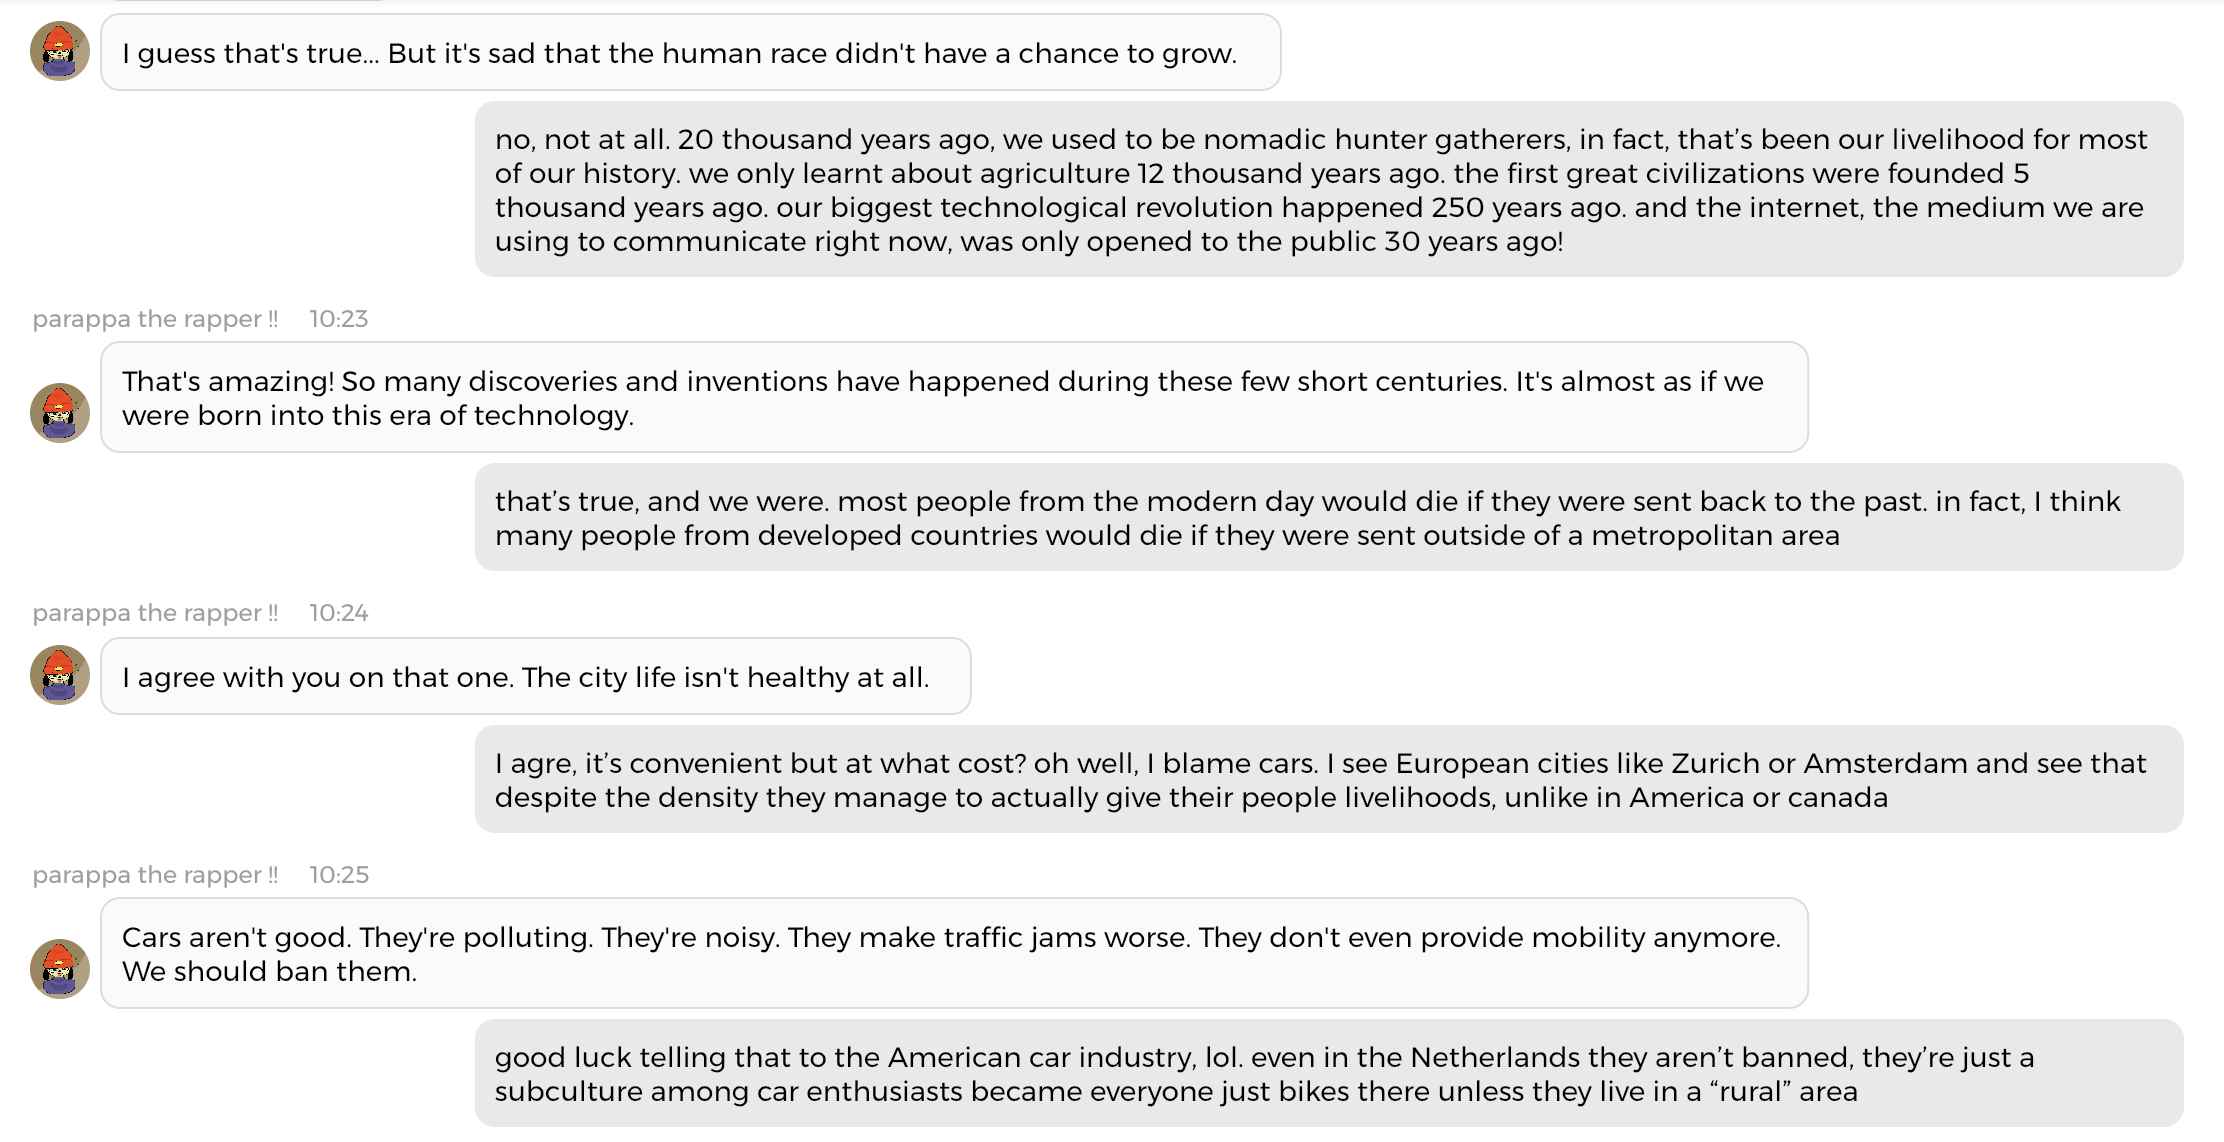 I guess that's true... But it's sad that the human race didn't have a chance to grow.
no, not at all. 20 thousand years ago, we used to be nomadic hunter gatherers, in fact, that’s been our livelihood for most
of our history. we only learnt about agriculture 12 thousand years ago. the first great civilizations were founded 5
thousand years ago. our biggest technological revolution happened 250 years ago. and the internet, the medium we are
using to communicate right now, was only opened to the public 30 years ago!
parappa the rapper !! 10:23
That's amazing! So many discoveries and inventions have happened during these few short centuries. It's almost as if we
were born into this era of technology.
that’s true, and we were. most people from the modern day would die if they were sent back to the past. in fact, I think
many people from developed countries would die if they were sent outside of a metropolitan area
parappa the rapper !! 10:24
I agree with you on that one. The city life isn't healthy at all.
I agre, it’s convenient but at what cost? oh well, I blame cars. I see European cities like Zurich or Amsterdam and see that
despite the density they manage to actually give their people livelihoods, unlike in America or canada
parappa the rapper !! 10:25
Cars aren't good. They're polluting. They're noisy. They make traffic jams worse. They don't even provide mobility anymore.
We should ban them.
good luck telling that to the American car industry, lol. even in the Netherlands they aren’t banned, they’re just a
subculture among car enthusiasts became everyone just bikes there unless they live in a “rural” area